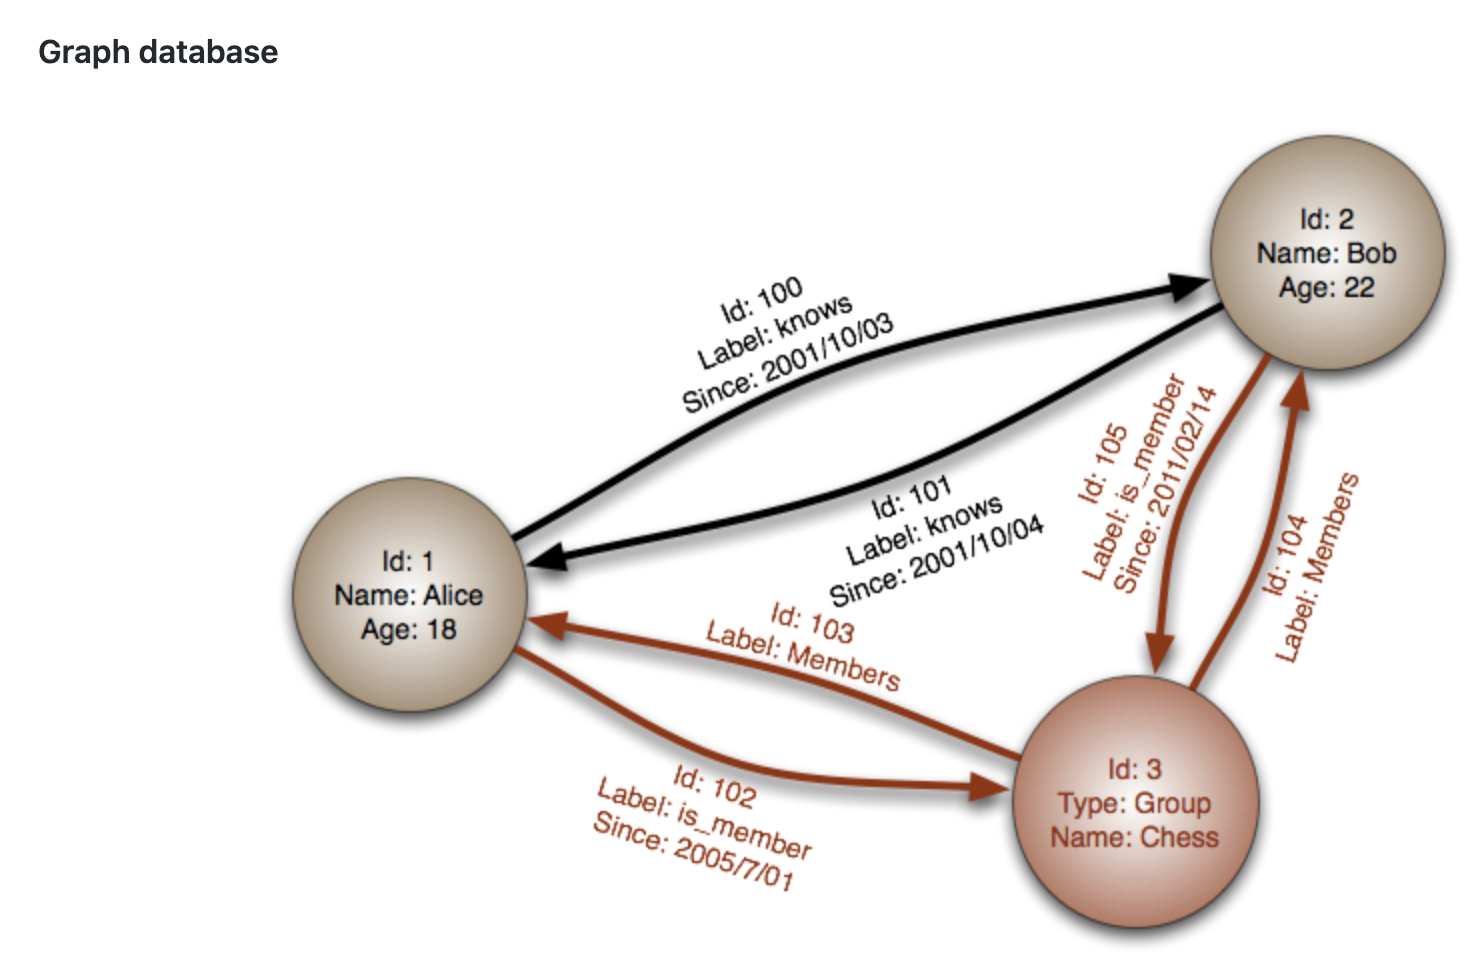 Graph database
Id: 2
Name: Bob
Age: 22
Id: 100
Label: knows
Since: 2001/10/03
Id: 101
Label: knows
Since: 2001/10/04
Id: 105
Label: is_member
Since: 2011/02/14
Id: 104
Label: Members
Id: 1
Name: Alice
Age: 18
Id: 103
Label: Members
Id: 102
Label: is_member
Since: 2005/7/01
Id: 3
Type: Group
Name: Chess